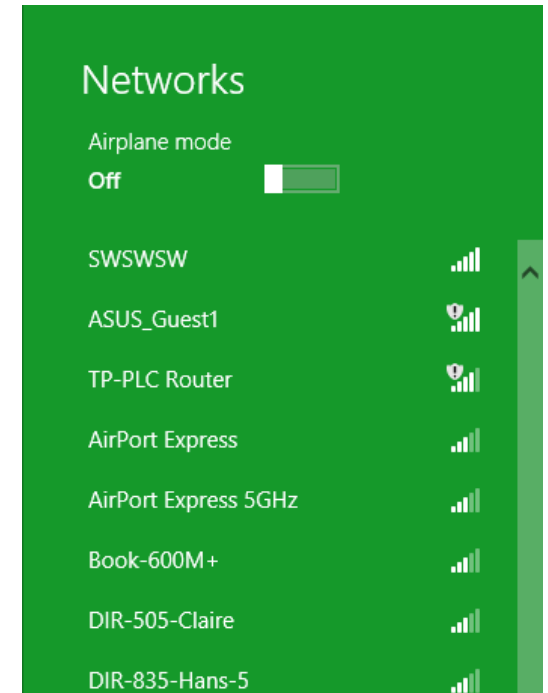 Networks
Airplane mode
Off
SWSWSW
ASUS_Guest1
TP-PLC Router
AirPort Express
AirPort Express 5GHz
Book-600M+
DIR-505-Claire
DIR-835-Hans-5